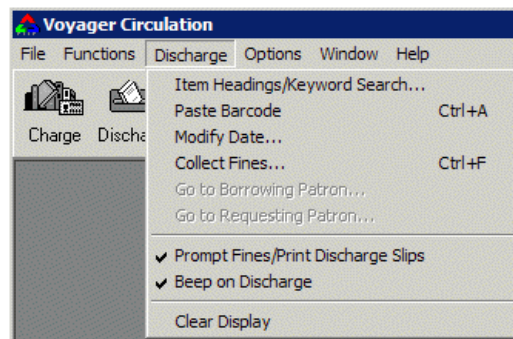 Voyager Circulation
File Functions Discharge Options Window Help
Charge Discha
Item Headings/Keyword Search...
Paste Barcode Ctrl+A
Modify Date...
Collect Fines... Ctrl+F
Go to Borrowing Patron...
Go to Requesting Patron...
Prompt Fines/Print Discharge Slips
Beep on Discharge
Clear Display